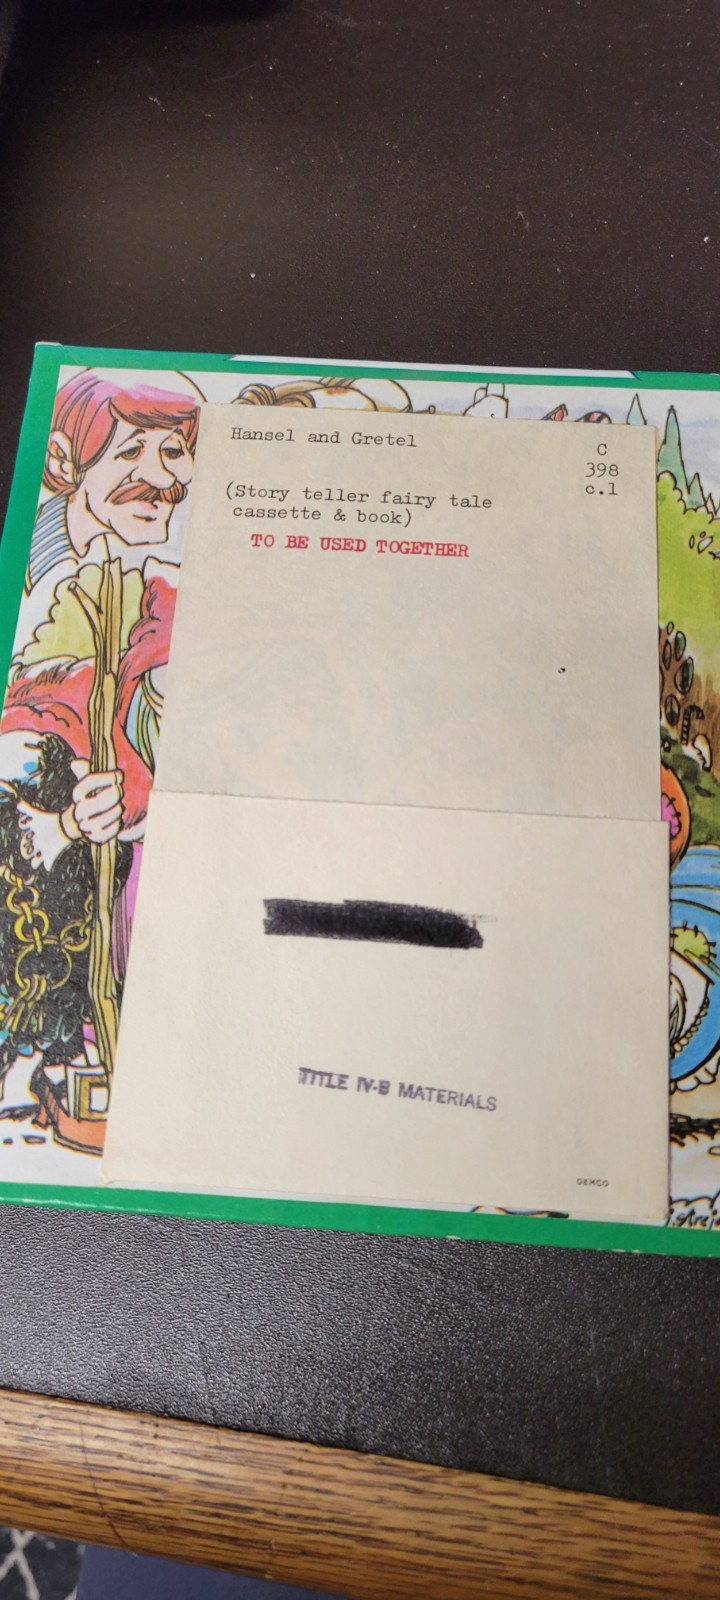 Hansel and Gretel
C
398
c.1
(Story teller fairy tale
cassette & book)
TO BE USED TOGETHER
TITLE IV-B MATERIALS
DEMCO